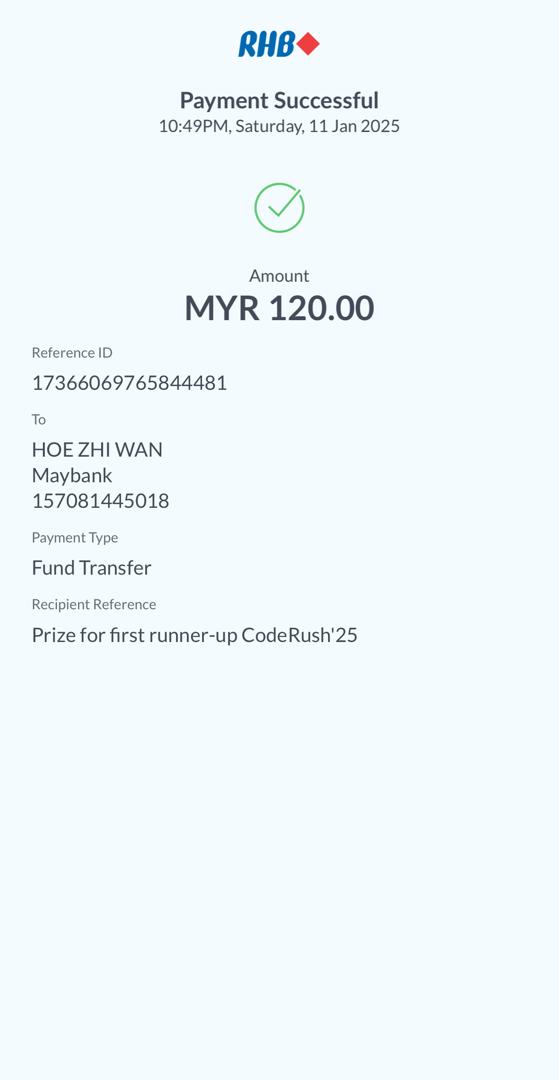 RHB
Payment Successful
10:49PM, Saturday, 11 Jan 2025
Amount
MYR 120.00
Reference ID
17366069765844481
To
HOE ZHI WAN
Maybank
157081445018
Payment Type
Fund Transfer
Recipient Reference
Prize for first runner-up CodeRush'25